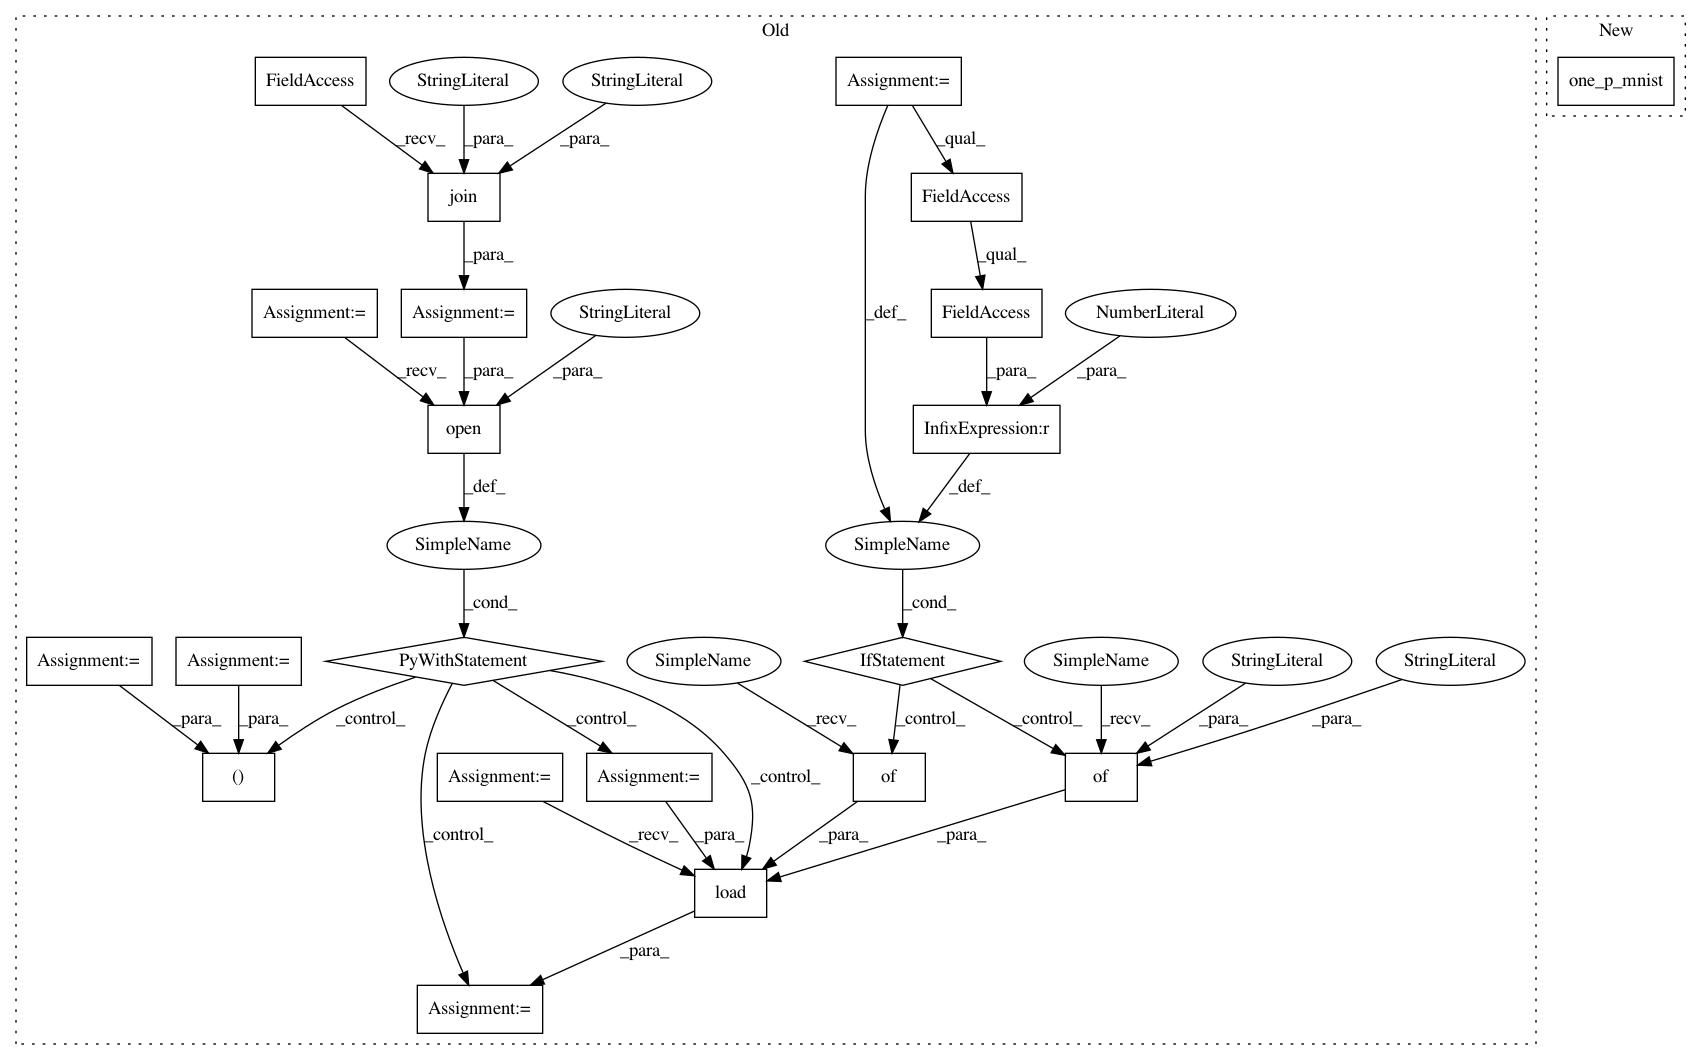 Old
New
FieldAccess
StringLiteral
StringLiteral
Assignment:=
one_p_mnist
_recv_
_para_
_para_
_qual_
join
FieldAccess
_para_
_qual_
Assignment:=
Assignment:=
StringLiteral
_def_
FieldAccess
NumberLiteral
_recv_
_para_
_para_
_para_
_para_
open
InfixExpression:r
_def_
_def_
SimpleName
SimpleName
_cond_
_cond_
Assignment:=
Assignment:=
PyWithStatement
SimpleName
IfStatement
SimpleName
StringLiteral
StringLiteral
_para_
_para_
_control_
_control_
_recv_
_control_
_control_
_recv_
_para_
_para_
()
Assignment:=
Assignment:=
_control_
of
of
_control_
_recv_
_para_
_para_
_para_
load
_para_
Assignment:=